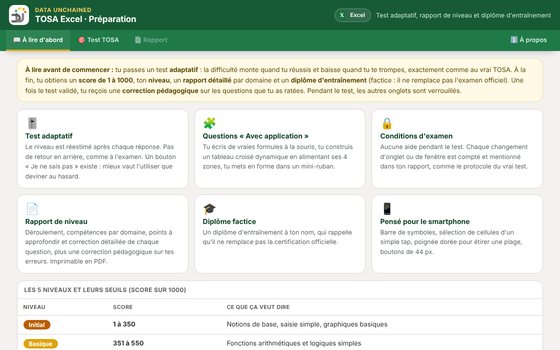 DATA UNCHAINED
TOSA Excel · Préparation
X Excel
Test adaptatif, rapport de niveau et diplôme d'entraînement
À lire d'abord
Test TOSA
Rapport
À propos
À lire avant de commencer : tu passes un test adaptatif : la difficulté monte quand tu réussis et baisse quand tu te trompes, exactement comme au vrai TOSA. À la
fin, tu obtiens un score de 1 à 1000, ton niveau, un rapport détaillé par domaine et un diplôme d'entraînement (factice : il ne remplace pas l'examen officiel). Une
fois le test validé, tu reçois une correction pédagogique sur les questions que tu as ratées. Pendant le test, les autres onglets sont verrouillés.
Test adaptatif
Le niveau est réestimé après chaque réponse. Pas
de retour en arrière, comme à l'examen. Un bouton
« Je ne sais pas » existe : mieux vaut l'utiliser que
deviner au hasard.
Questions « Avec application »
Tu écris de vraies formules à la souris, tu construis
un tableau croisé dynamique en alimentant ses 4
zones, tu mets en forme dans un mini-ruban.
Conditions d'examen
Aucune aide pendant le test. Chaque changement
d'onglet ou de fenêtre est compté et mentionné
dans ton rapport, comme le protocole du vrai test.
Rapport de niveau
Déroulement, compétences par domaine, points à
approfondir et correction détaillée de chaque
question, plus une correction pédagogique sur tes
erreurs. Imprimable en PDF.
Diplôme factice
Un diplôme d'entraînement à ton nom, qui rappelle
qu'il ne remplace pas la certification officielle.
Pensé pour le smartphone
Barre de symboles, sélection de cellules d'un
simple tap, poignée dorée pour étirer une plage,
boutons de 44 px.
LES 5 NIVEAUX ET LEURS SEUILS (SCORE SUR 1000)
NIVEAU SCORE CE QUE ÇA VEUT DIRE
Initial 1 à 350 Notions de base, saisie simple, graphiques basiques
Basique 351 à 550 Fonctions arithmétiques et logiques simples